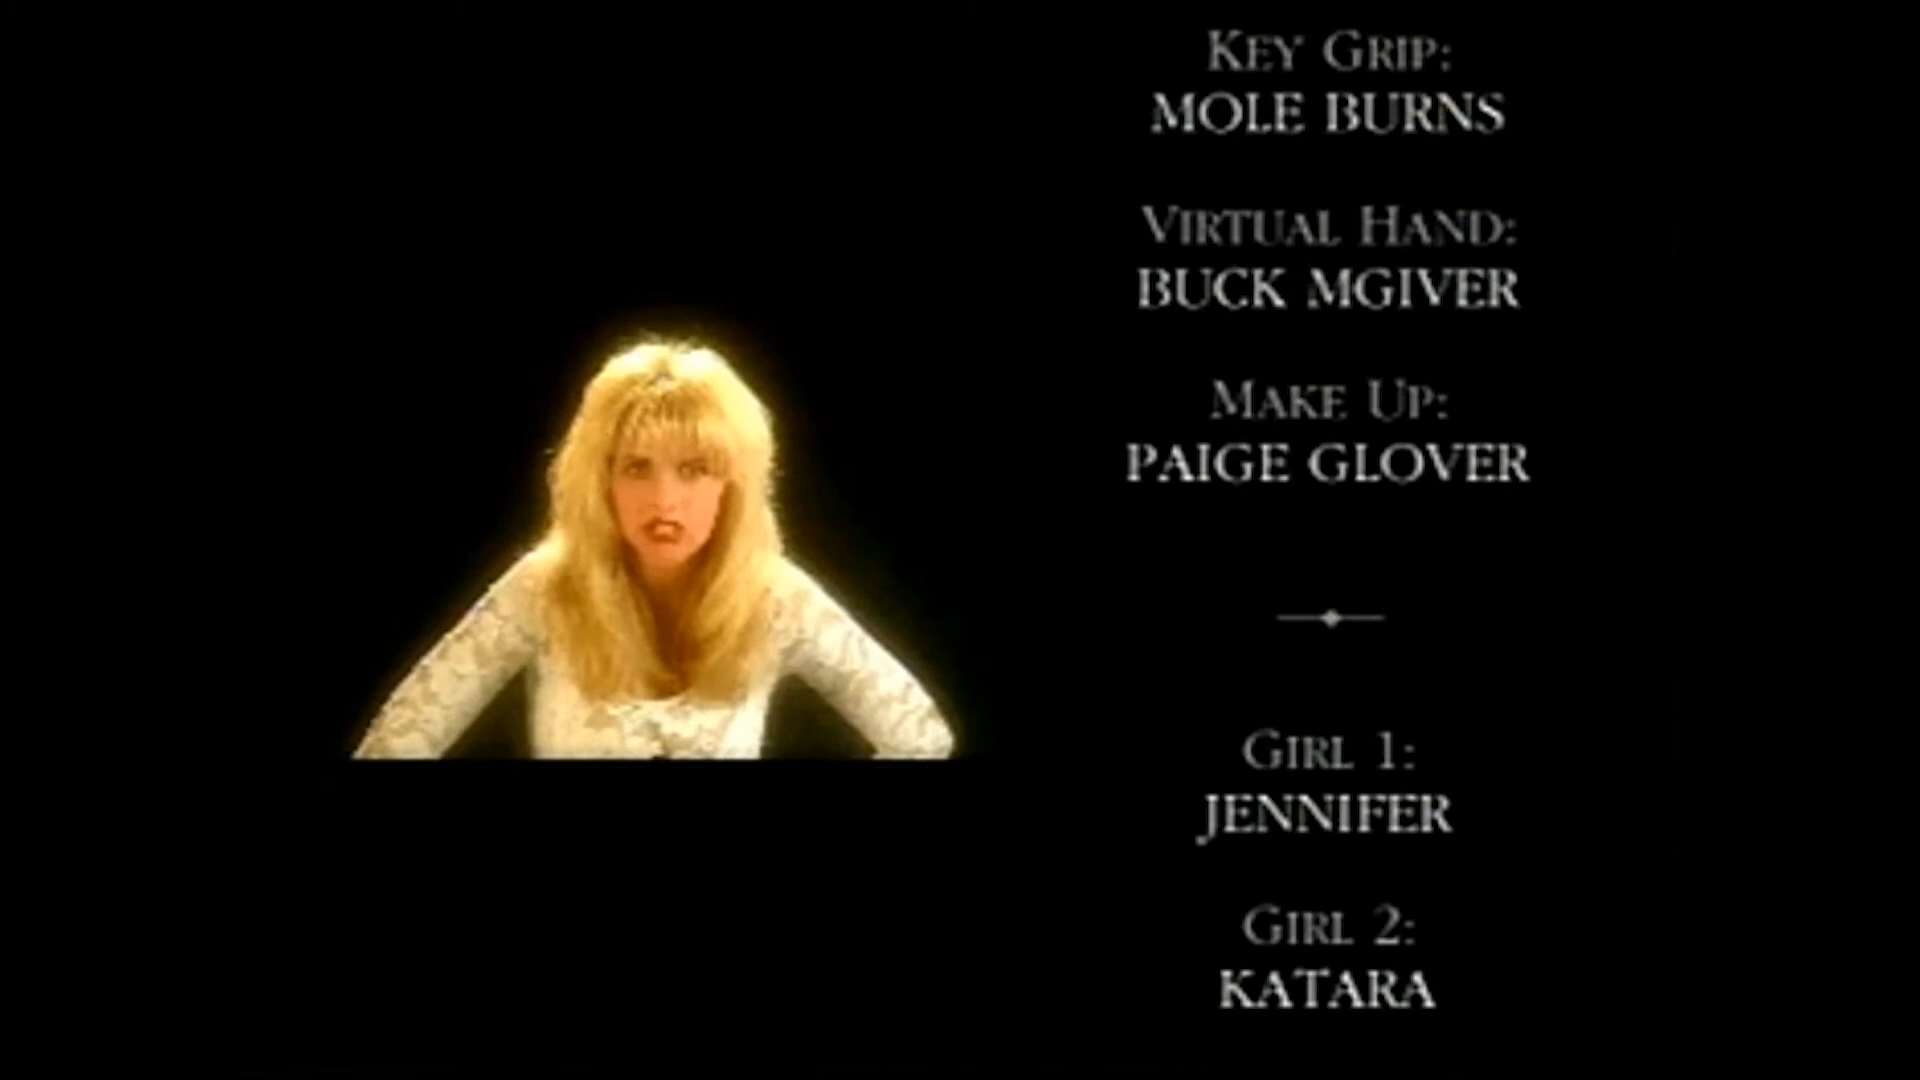 KEY GRIP:
MOLE BURNS
VIRTUAL HAND:
BUCK MGIVER
MAKE UP:
PAIGE GLOVER
GIRL 1:
JENNIFER
GIRL 2:
KATARA